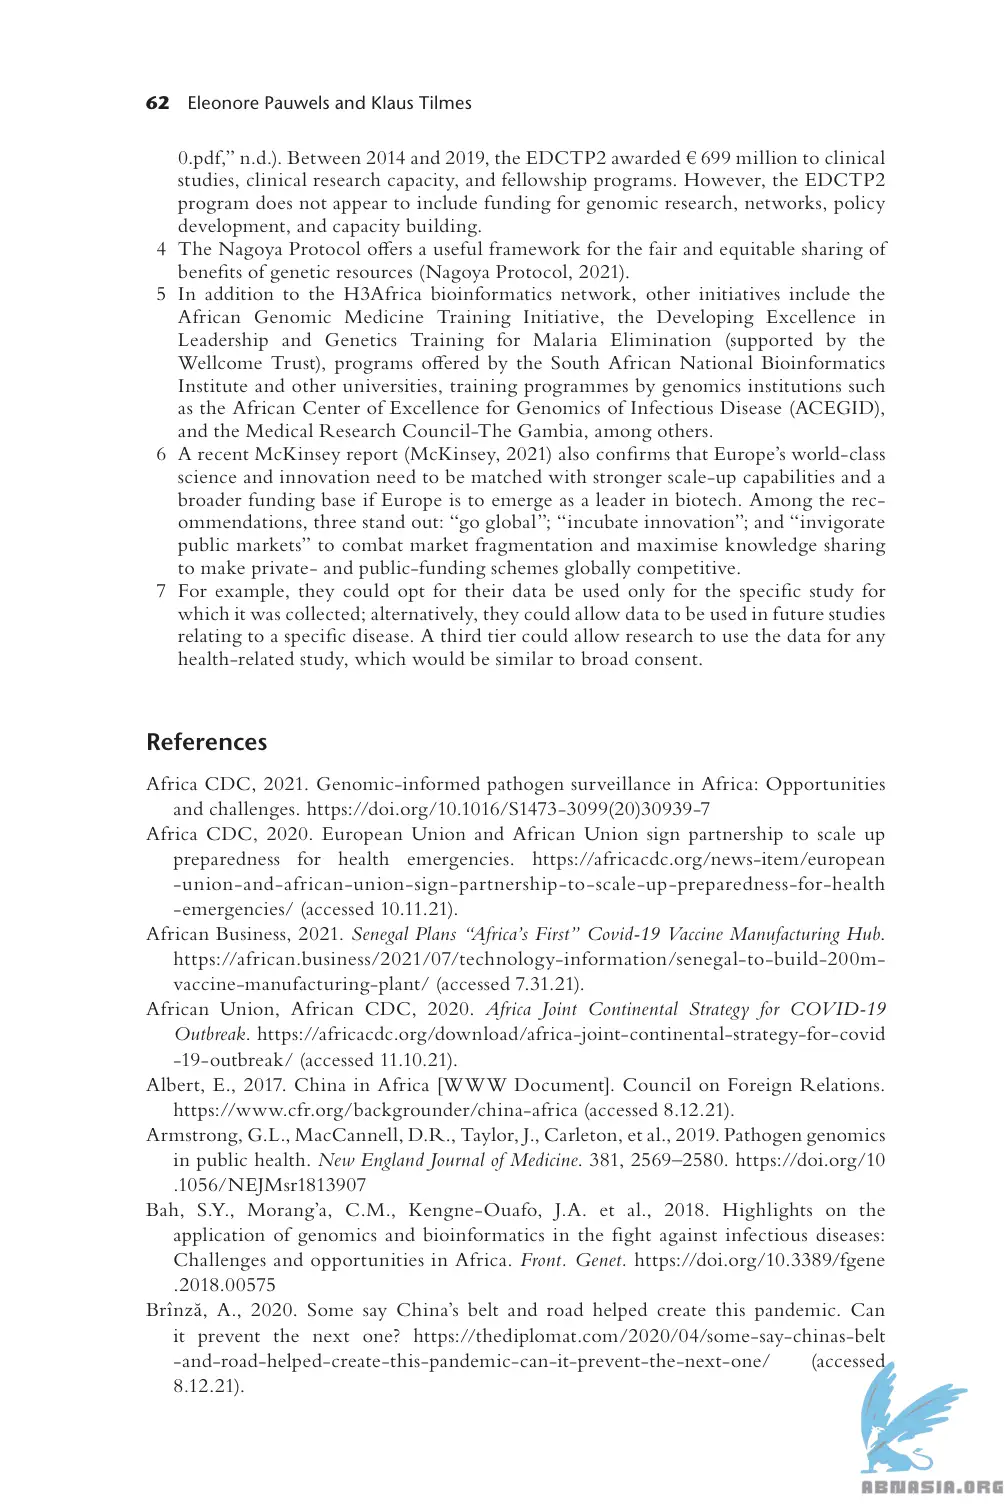 62 Eleonore Pauwels and Klaus Tilmes
0.pdf,” n.d.). Between 2014 and 2019, the EDCTP2 awarded € 699 million to clinical
studies, clinical research capacity, and fellowship programs. However, the EDCTP2
program does not appear to include funding for genomic research, networks, policy
development, and capacity building.
4 The Nagoya Protocol offers a useful framework for the fair and equitable sharing of
benefits of genetic resources (Nagoya Protocol, 2021).
5 In addition to the H3Africa bioinformatics network, other initiatives include the
African Genomic Medicine Training Initiative, the Developing Excellence in
Leadership and Genetics Training for Malaria Elimination (supported by the
Wellcome Trust), programs offered by the South African National Bioinformatics
Institute and other universities, training programmes by genomics institutions such
as the African Center of Excellence for Genomics of Infectious Disease (ACEGID),
and the Medical Research Council-The Gambia, among others.
6 A recent McKinsey report (McKinsey, 2021) also confirms that Europe’s world-class
science and innovation need to be matched with stronger scale-up capabilities and a
broader funding base if Europe is to emerge as a leader in biotech. Among the rec-
ommendations, three stand out: “go global”; “incubate innovation”; and “invigorate
public markets” to combat market fragmentation and maximise knowledge sharing
to make private- and public-funding schemes globally competitive.
7 For example, they could opt for their data be used only for the specific study for
which it was collected; alternatively, they could allow data to be used in future studies
relating to a specific disease. A third tier could allow research to use the data for any
health-related study, which would be similar to broad consent.
References
Africa CDC, 2021. Genomic-informed pathogen surveillance in Africa: Opportunities
and challenges. https://doi.org/10.1016/S1473-3099(20)30939-7
Africa CDC, 2020. European Union and African Union sign partnership to scale up
preparedness for health emergencies. https://africacdc.org/news-item/european
-union-and-african-union-sign-partnership-to-scale-up-preparedness-for-health
-emergencies/ (accessed 10.11.21).
African Business, 2021. Senegal Plans “Africa’s First” Covid-19 Vaccine Manufacturing Hub.
https://african.business/2021/07/technology-information/senegal-to-build-200m-
vaccine-manufacturing-plant/ (accessed 7.31.21).
African Union, African CDC, 2020. Africa Joint Continental Strategy for COVID-19
Outbreak. https://africacdc.org/download/africa-joint-continental-strategy-for-covid
-19-outbreak/ (accessed 11.10.21).
Albert, E., 2017. China in Africa [WWW Document]. Council on Foreign Relations.
https://www.cfr.org/backgrounder/china-africa (accessed 8.12.21).
Armstrong, G.L., MacCannell, D.R., Taylor, J., Carleton, et al., 2019. Pathogen genomics
in public health. New England Journal of Medicine. 381, 2569–2580. https://doi.org/10
.1056/NEJMsr1813907
Bah, S.Y., Morang’a, C.M., Kengne-Ouafo, J.A. et al., 2018. Highlights on the
application of genomics and bioinformatics in the fight against infectious diseases:
Challenges and opportunities in Africa. Front. Genet. https://doi.org/10.3389/fgene
.2018.00575
Brînză, A., 2020. Some say China’s belt and road helped create this pandemic. Can
it prevent the next one? https://thediplomat.com/2020/04/some-say-chinas-belt
-and-road-helped-create-this-pandemic-can-it-prevent-the-next-one/ (accessed
8.12.21).
ABNASIA.ORG